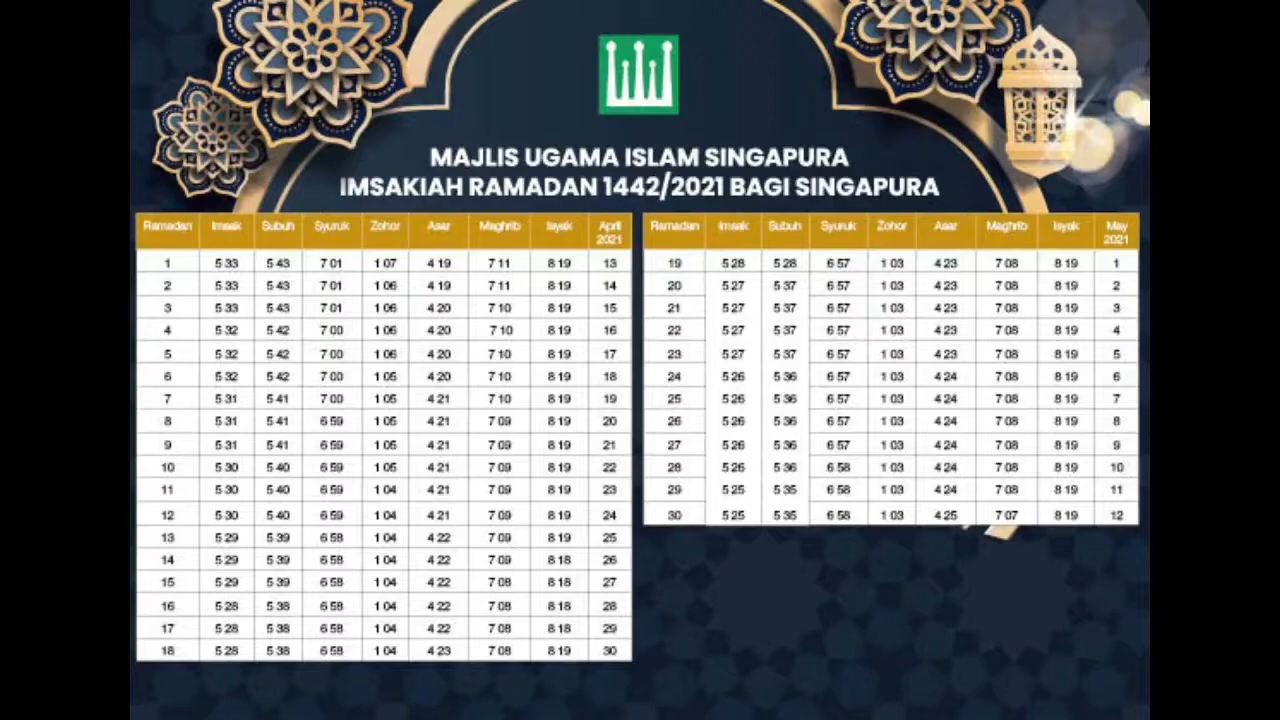 MAJLIS UGAMA ISLAM SINGAPURA
IMSAKIAH RAMADAN 1442/2021 BAGI SINGAPURA
Ramadan Imsak Subuh Syuruk Zohor Asar Maghrib Isyak April 2021
1 5 33 5 43 7 01 1 07 4 19 7 11 8 19 13
2 5 33 5 43 7 01 1 06 4 19 7 11 8 19 14
3 5 33 5 43 7 01 1 06 4 20 7 10 8 19 15
4 5 32 5 42 7 00 1 06 4 20 7 10 8 19 16
5 5 32 5 42 7 00 1 06 4 20 7 10 8 19 17
6 5 32 5 42 7 00 1 05 4 20 7 10 8 19 18
7 5 31 5 41 7 00 1 05 4 21 7 10 8 19 19
8 5 31 5 41 6 59 1 05 4 21 7 09 8 19 20
9 5 31 5 41 6 59 1 05 4 21 7 09 8 19 21
10 5 30 5 40 6 59 1 05 4 21 7 09 8 19 22
11 5 30 5 40 6 59 1 04 4 21 7 09 8 19 23
12 5 30 5 40 6 59 1 04 4 21 7 09 8 19 24
13 5 29 5 39 6 58 1 04 4 22 7 09 8 19 25
14 5 29 5 39 6 58 1 04 4 22 7 09 8 18 26
15 5 29 5 39 6 58 1 04 4 22 7 08 8 18 27
16 5 28 5 38 6 58 1 04 4 22 7 08 8 18 28
17 5 28 5 38 6 58 1 04 4 22 7 08 8 18 29
18 5 28 5 38 6 58 1 04 4 23 7 08 8 19 30
Ramadan Imsak Subuh Syuruk Zohor Asar Maghrib Isyak May 2021
19 5 28 5 28 6 57 1 03 4 23 7 08 8 19 1
20 5 27 5 37 6 57 1 03 4 23 7 08 8 19 2
21 5 27 5 37 6 57 1 03 4 23 7 08 8 19 3
22 5 27 5 37 6 57 1 03 4 23 7 08 8 19 4
23 5 27 5 37 6 57 1 03 4 23 7 08 8 19 5
24 5 26 5 36 6 57 1 03 4 24 7 08 8 19 6
25 5 26 5 36 6 57 1 03 4 24 7 08 8 19 7
26 5 26 5 36 6 57 1 03 4 24 7 08 8 19 8
27 5 26 5 36 6 57 1 03 4 24 7 08 8 19 9
28 5 26 5 36 6 58 1 03 4 24 7 08 8 19 10
29 5 25 5 35 6 58 1 03 4 24 7 08 8 19 11
30 5 25 5 35 6 58 1 03 4 25 7 07 8 19 12